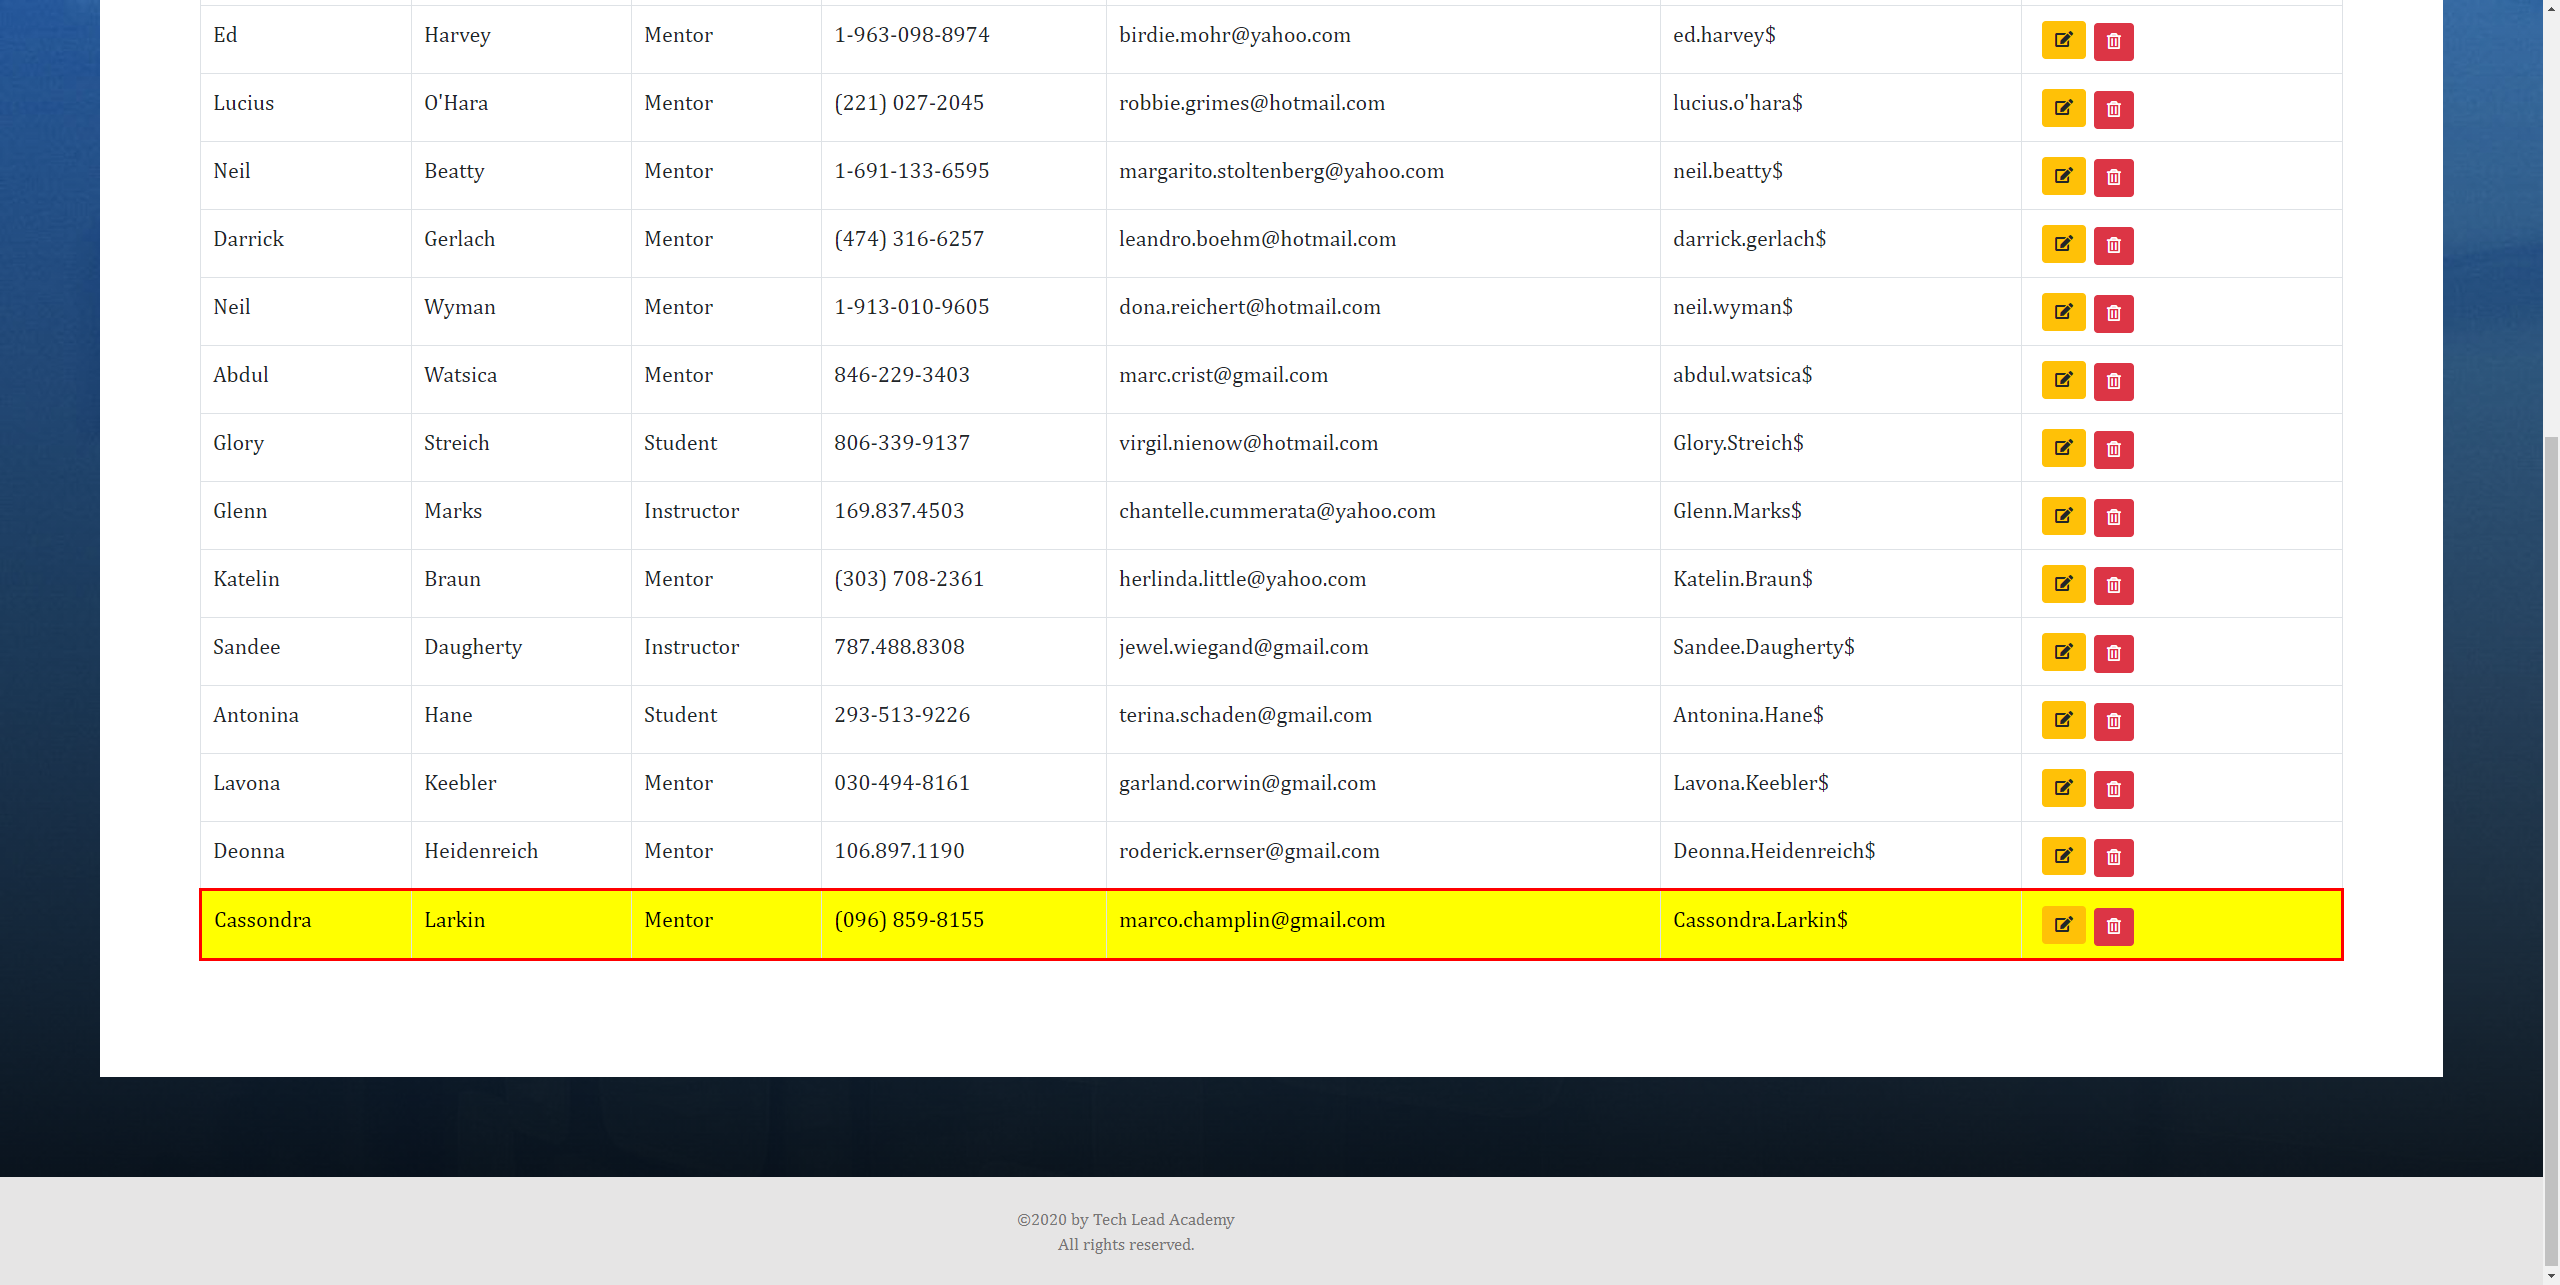 Ed Harvey Mentor 1-963-098-8974 birdie.mohr@yahoo.com ed.harvey$
Lucius O'Hara Mentor (221) 027-2045 robbie.grimes@hotmail.com lucius.o'hara$
Neil Beatty Mentor 1-691-133-6595 margarito.stoltenberg@yahoo.com neil.beatty$
Darrick Gerlach Mentor (474) 316-6257 leandro.boehm@hotmail.com darrick.gerlach$
Neil Wyman Mentor 1-913-010-9605 dona.reichert@hotmail.com neil.wyman$
Abdul Watsica Mentor 846-229-3403 marc.crist@gmail.com abdul.watsica$
Glory Streich Student 806-339-9137 virgil.nienow@hotmail.com Glory.Streich$
Glenn Marks Instructor 169.837.4503 chantelle.cummerata@yahoo.com Glenn.Marks$
Katelin Braun Mentor (303) 708-2361 herlinda.little@yahoo.com Katelin.Braun$
Sandee Daugherty Instructor 787.488.8308 jewel.wiegand@gmail.com Sandee.Daugherty$
Antonina Hane Student 293-513-9226 terina.schaden@gmail.com Antonina.Hane$
Lavona Keebler Mentor 030-494-8161 garland.corwin@gmail.com Lavona.Keebler$
Deonna Heidenreich Mentor 106.897.1190 roderick.ernser@gmail.com Deonna.Heidenreich$
Cassondra Larkin Mentor (096) 859-8155 marco.champlin@gmail.com Cassondra.Larkin$
©2020 by Tech Lead Academy
All rights reserved.